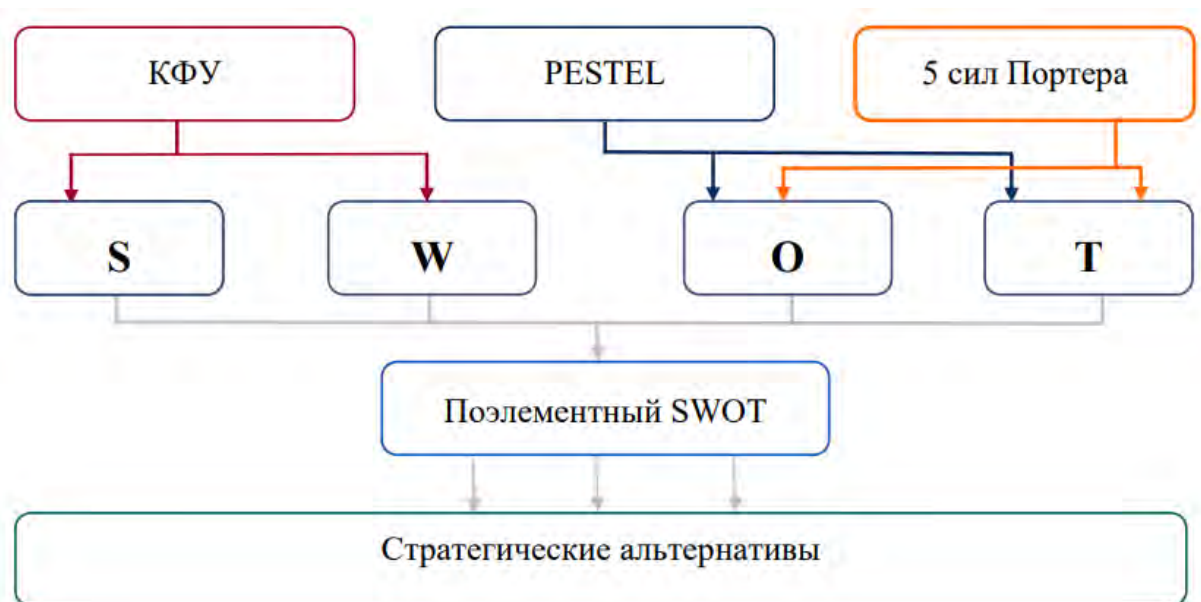 КФУ
PESTEL
5 сил Портера
S
W
O
T
Поэлементный SWOT
Стратегические альтернативы